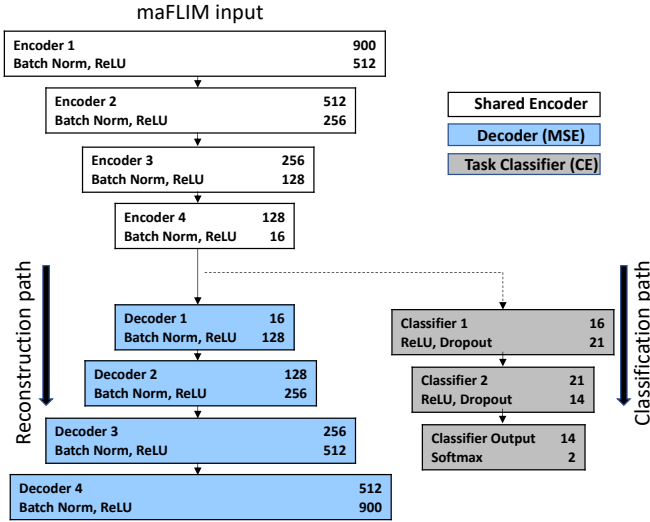 maFLIM input
Encoder 1 900
Batch Norm, ReLU 512
Encoder 2 512
Batch Norm, ReLU 256
Encoder 3 256
Batch Norm, ReLU 128
Encoder 4 128
Batch Norm, ReLU 16
Shared Encoder
Decoder (MSE)
Task Classifier (CE)
Reconstruction path
Decoder 1 16
Batch Norm, ReLU 128
Decoder 2 128
Batch Norm, ReLU 256
Decoder 3 256
Batch Norm, ReLU 512
Decoder 4 512
Batch Norm, ReLU 900
Classifier 1 16
ReLU, Dropout 21
Classifier 2 21
ReLU, Dropout 14
Classifier Output 14
Softmax 2
Classification path